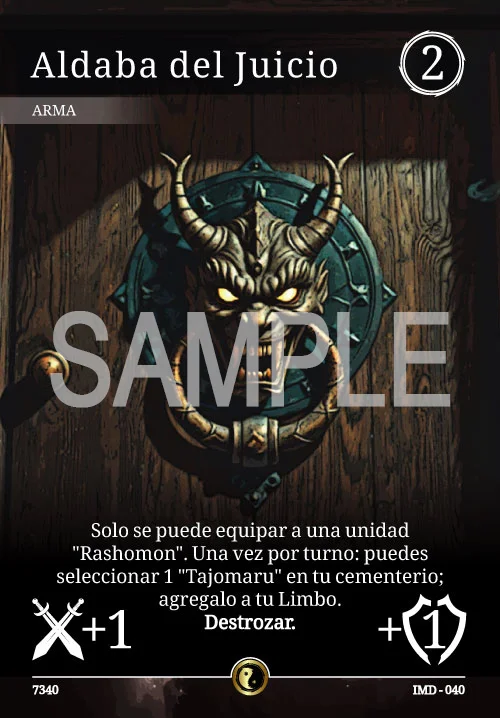 Aldaba del Juicio
2
ARMA
SAMPLE
Solo se puede equipar a una unidad
"Rashomon". Una vez por turno: puedes
seleccionar 1 "Tajomaru" en tu cementerio;
agregalo a tu Limbo.
Destrozar.
+1
+1
7340
IMD - 040